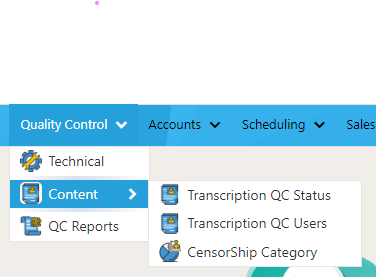 Quality Control Accounts Scheduling Sales
Technical
Content
QC Reports
Transcription QC Status
Transcription QC Users
CensorShip Category